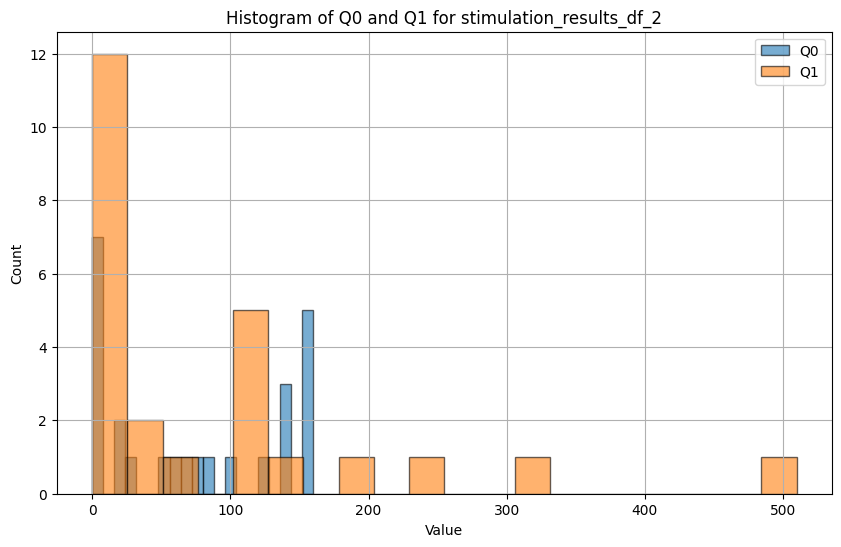 Histogram of Q0 and Q1 for stimulation_results_df_2
Q0
Q1
Count
12
10
8
6
4
2
0
0 100 200 300 400 500
Value